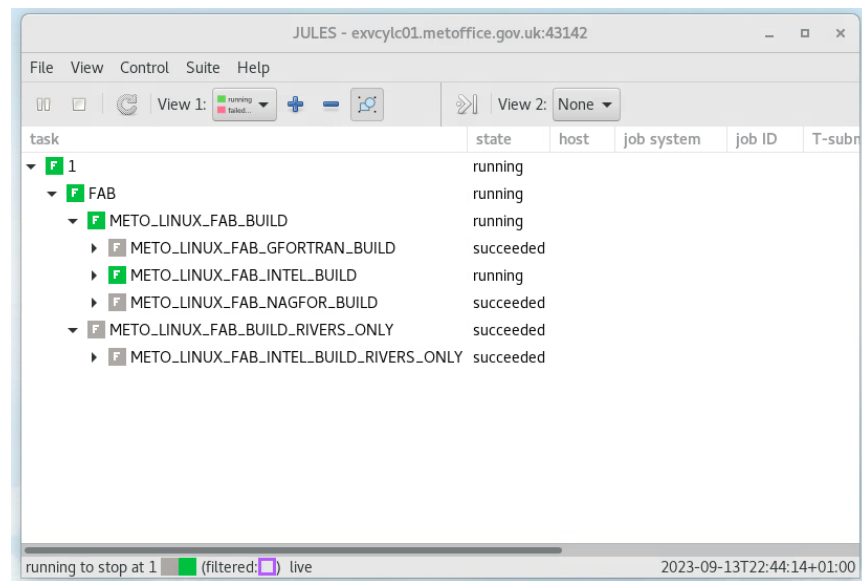 JULES - exvcylc01.metoffice.gov.uk:43142
File View Control Suite Help
View 1: running failed... View 2: None
task state host job system job ID T-subm
F 1 running
F FAB running
F METO_LINUX_FAB_BUILD running
F METO_LINUX_FAB_GFORTRAN_BUILD succeeded
F METO_LINUX_FAB_INTEL_BUILD running
F METO_LINUX_FAB_NAGFOR_BUILD succeeded
F METO_LINUX_FAB_BUILD_RIVERS_ONLY succeeded
F METO_LINUX_FAB_INTEL_BUILD_RIVERS_ONLY succeeded
running to stop at 1 (filtered: ) live 2023-09-13T22:44:14+01:00